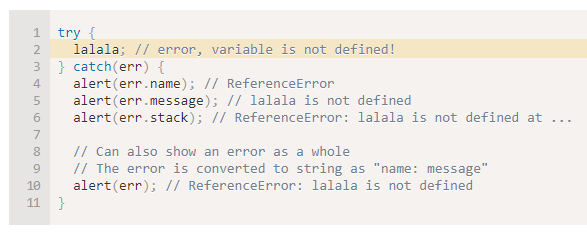 1 try {
2   lalala; // error, variable is not defined!
3 } catch(err) {
4   alert(err.name); // ReferenceError
5   alert(err.message); // lalala is not defined
6   alert(err.stack); // ReferenceError: lalala is not defined at ...
7
8   // Can also show an error as a whole
9   // The error is converted to string as "name: message"
10   alert(err); // ReferenceError: lalala is not defined
11 }